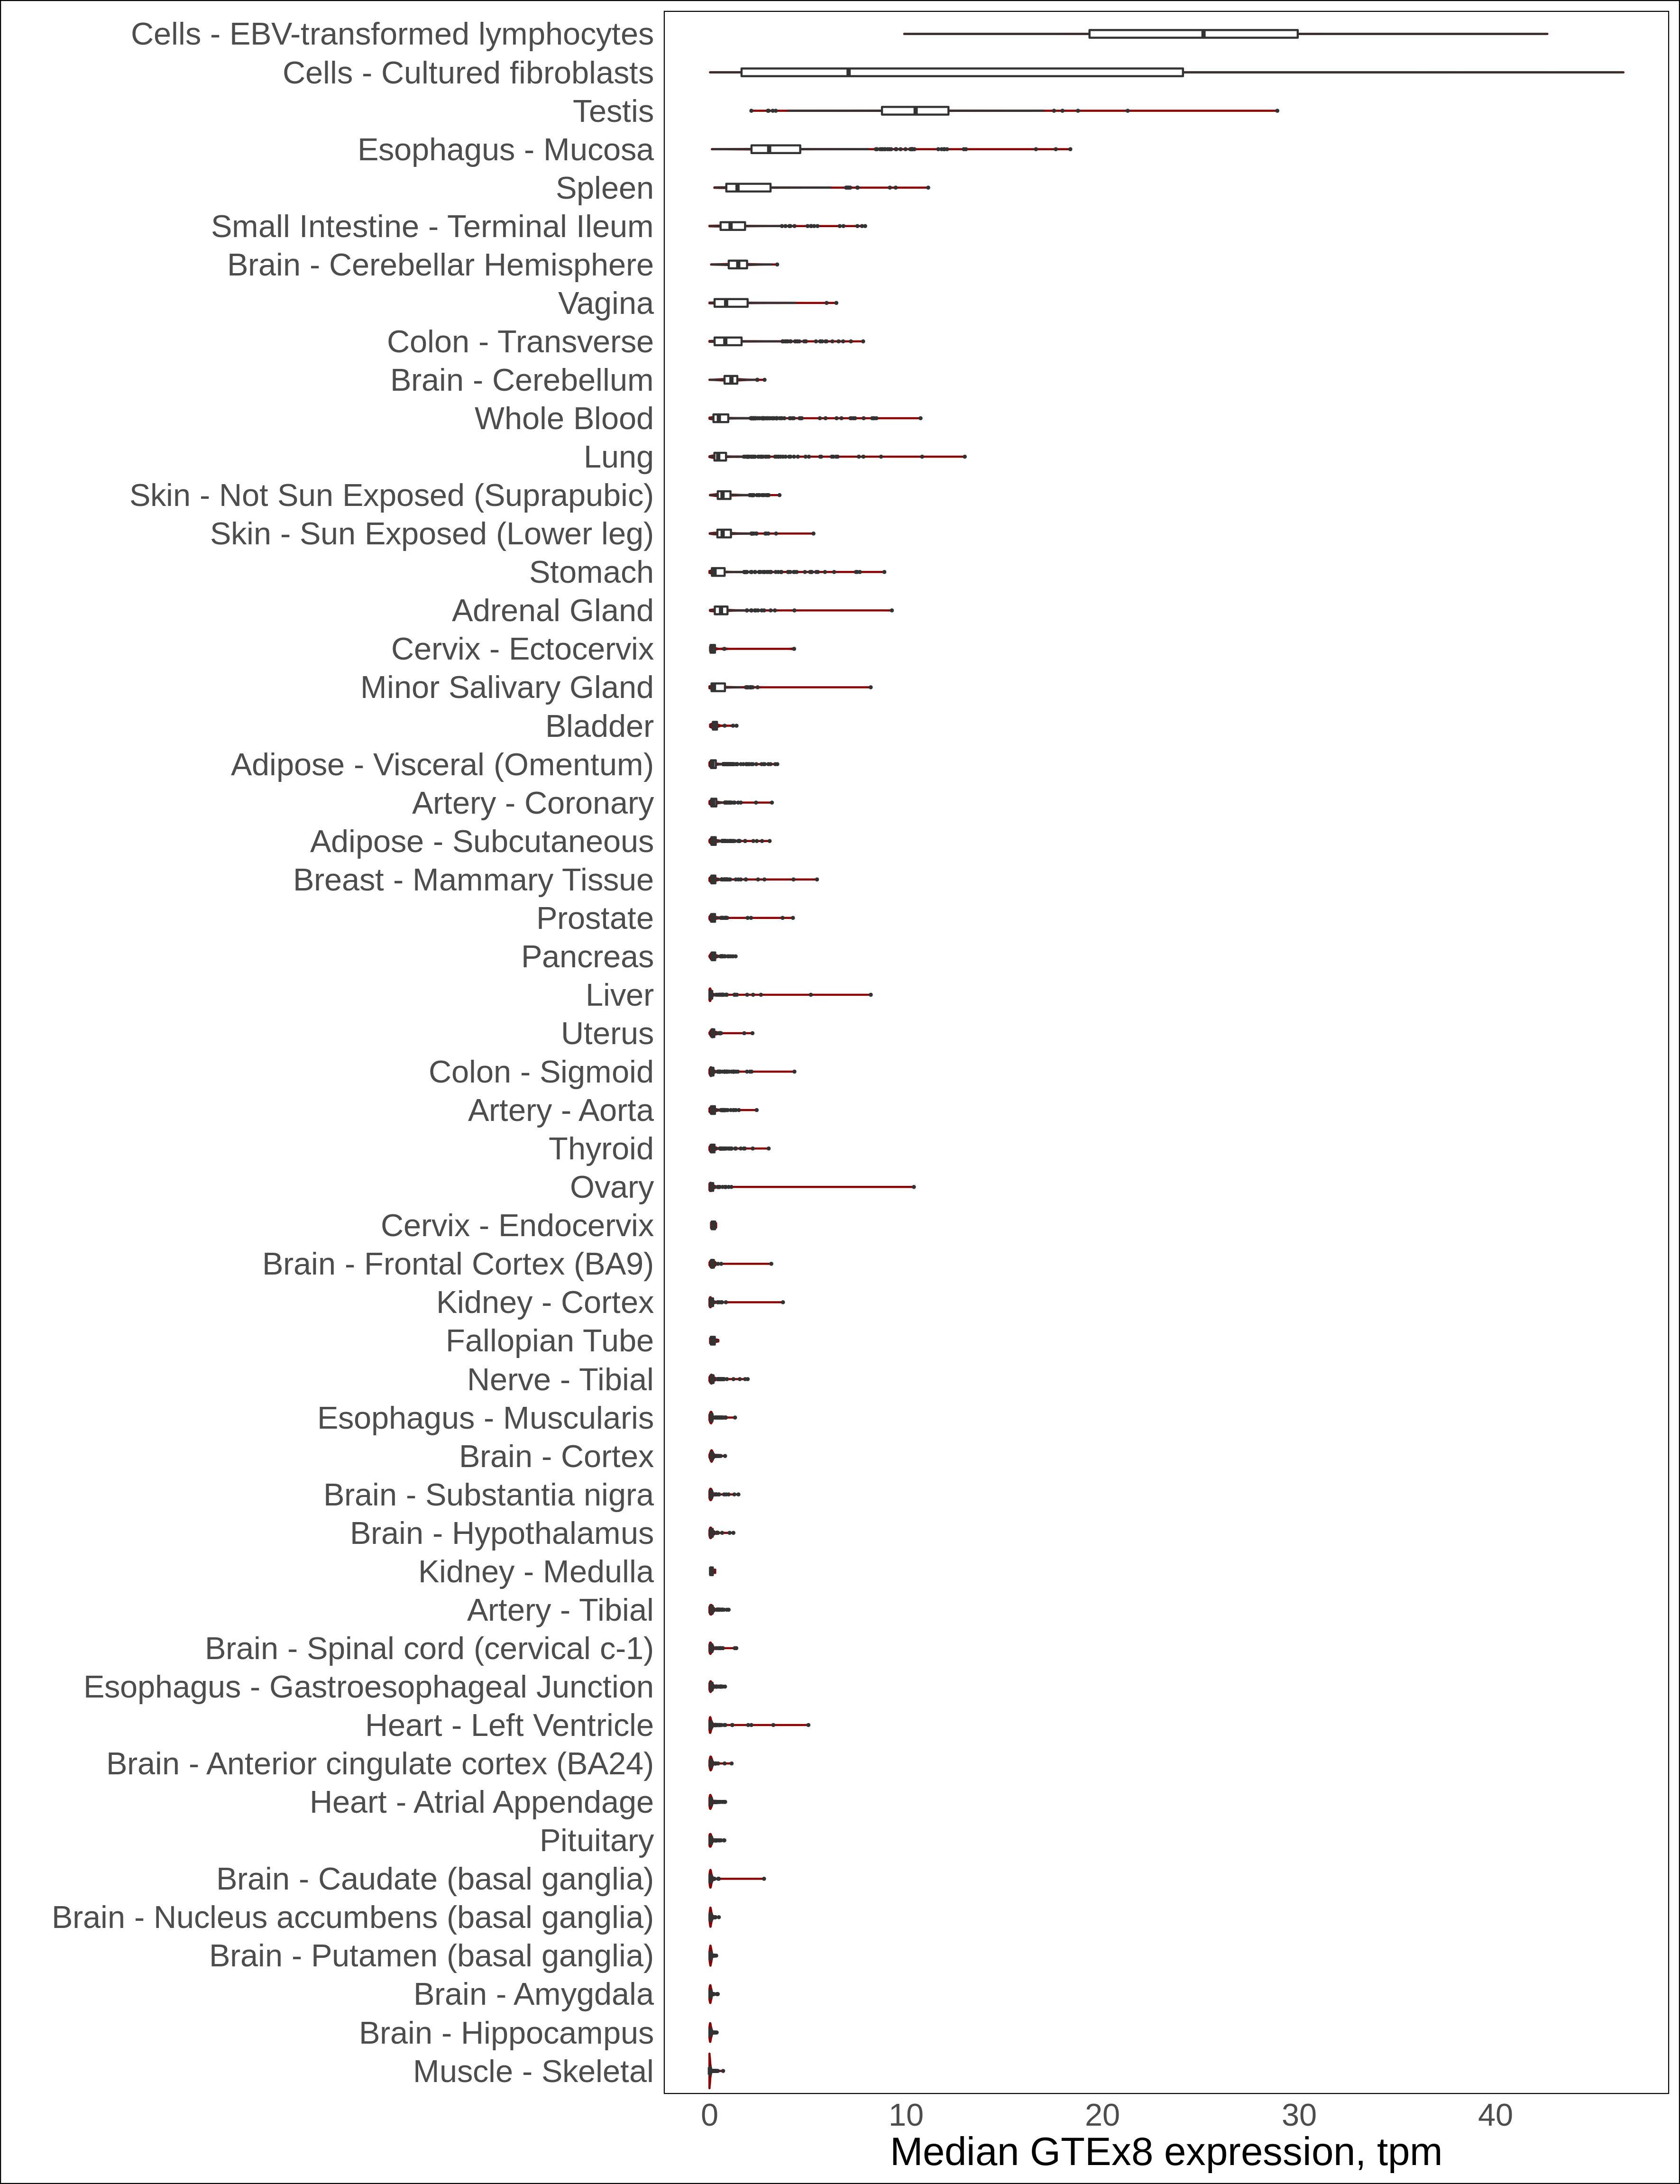 Cells - EBV-transformed lymphocytes
Cells - Cultured fibroblasts
Testis
Esophagus - Mucosa
Spleen
Small Intestine - Terminal Ileum
Brain - Cerebellar Hemisphere
Vagina
Colon - Transverse
Brain - Cerebellum
Whole Blood
Lung
Skin - Not Sun Exposed (Suprapubic)
Skin - Sun Exposed (Lower leg)
Stomach
Adrenal Gland
Cervix - Ectocervix
Minor Salivary Gland
Bladder
Adipose - Visceral (Omentum)
Artery - Coronary
Adipose - Subcutaneous
Breast - Mammary Tissue
Prostate
Pancreas
Liver
Uterus
Colon - Sigmoid
Artery - Aorta
Thyroid
Ovary
Cervix - Endocervix
Brain - Frontal Cortex (BA9)
Kidney - Cortex
Fallopian Tube
Nerve - Tibial
Esophagus - Muscularis
Brain - Cortex
Brain - Substantia nigra
Brain - Hypothalamus
Kidney - Medulla
Artery - Tibial
Brain - Spinal cord (cervical c-1)
Esophagus - Gastroesophageal Junction
Heart - Left Ventricle
Brain - Anterior cingulate cortex (BA24)
Heart - Atrial Appendage
Pituitary
Brain - Caudate (basal ganglia)
Brain - Nucleus accumbens (basal ganglia)
Brain - Putamen (basal ganglia)
Brain - Amygdala
Brain - Hippocampus
Muscle - Skeletal
0 10 20 30 40
Median GTEx8 expression, tpm